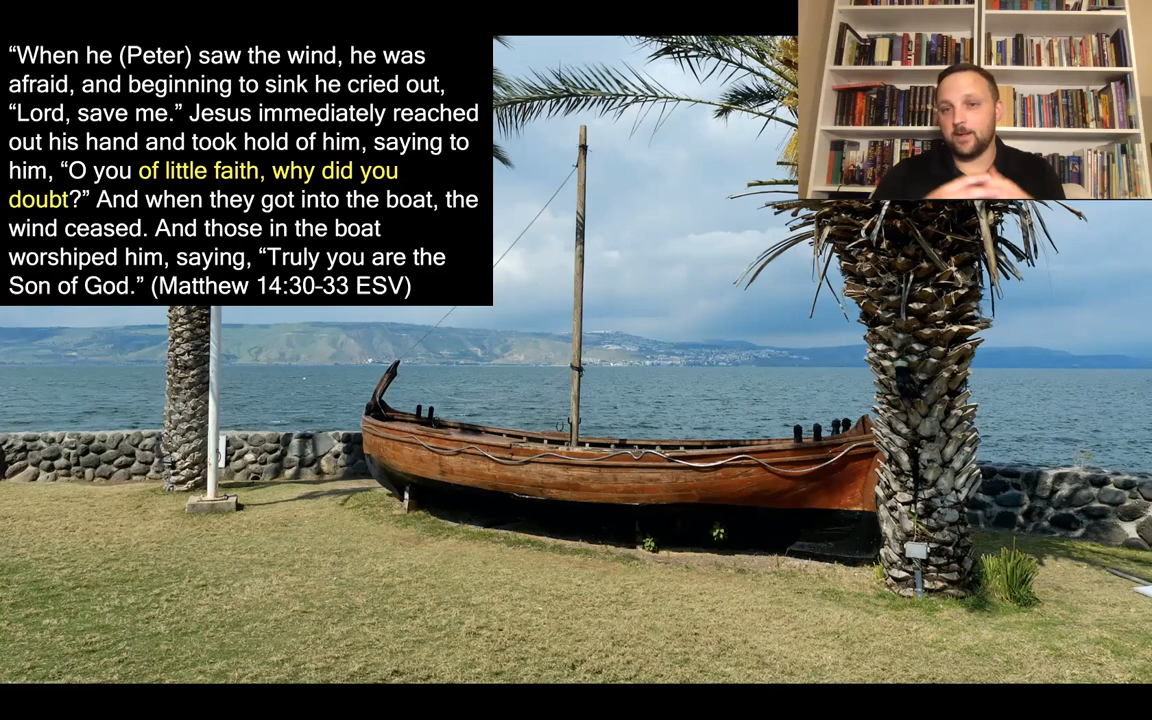 “When he (Peter) saw the wind, he was
afraid, and beginning to sink he cried out,
“Lord, save me.” Jesus immediately reached
out his hand and took hold of him, saying to
him, “O you of little faith, why did you
doubt?” And when they got into the boat, the
wind ceased. And those in the boat
worshiped him, saying, “Truly you are the
Son of God.” (Matthew 14:30-33 ESV)